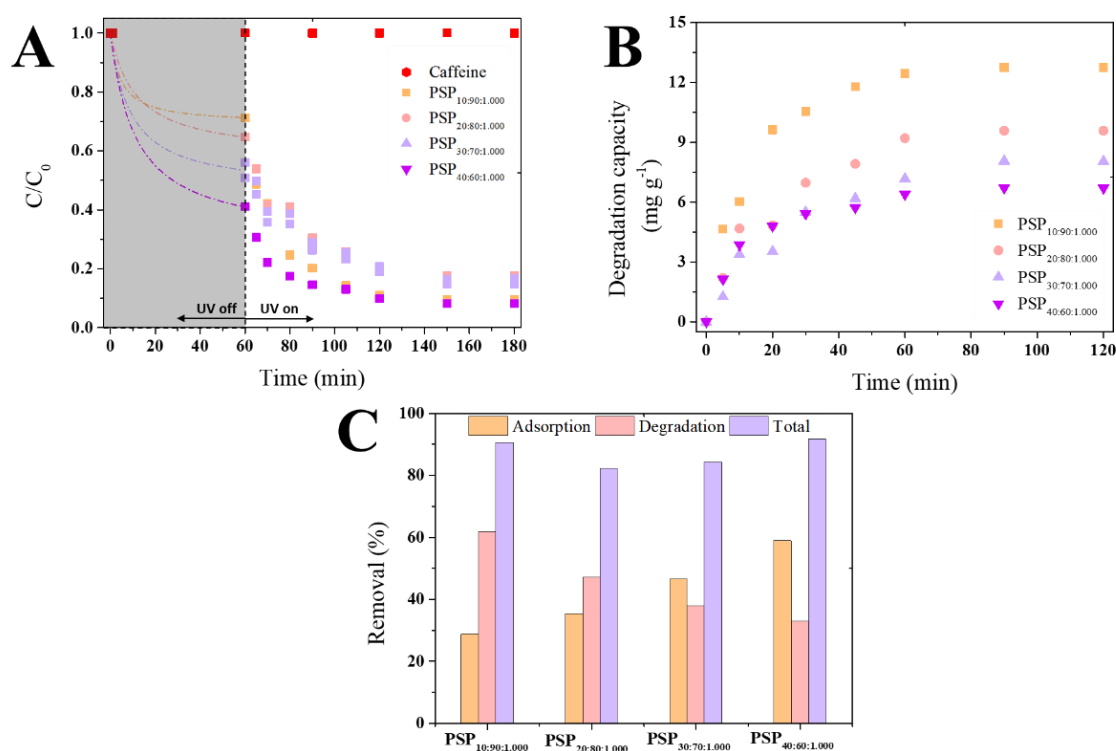 A
C/C0
1.0
0.8
0.6
0.4
0.2
0.0
Caffeine
PSP10:90:1.000
PSP20:80:1.000
PSP30:70:1.000
PSP40:60:1.000
UV off UV on
0 20 40 60 80 100 120 140 160 180
Time (min)
B
Degradation capacity
(mg g-1)
15
12
9
6
3
0
PSP10:90:1.000
PSP20:80:1.000
PSP30:70:1.000
PSP40:60:1.000
0 20 40 60 80 100 120
Time (min)
C
Removal (%)
100
80
60
40
20
0
Adsorption Degradation Total
PSP10:90:1.000 PSP20:80:1.000 PSP30:70:1.000 PSP40:60:1.000